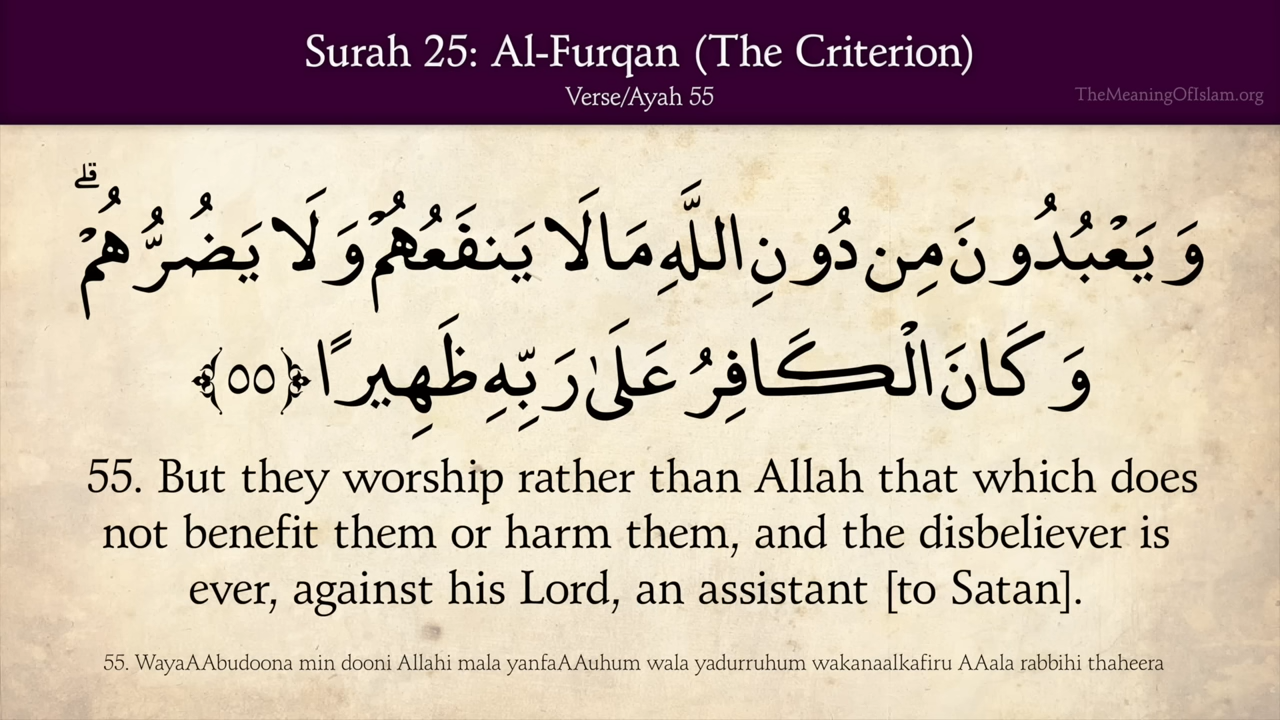 Surah 25: Al-Furqan (The Criterion)
Verse/Ayah 55
TheMeaningOfIslam.org
وَيَعْبُدُونَ مِن دُونِ اللَّهِ مَا لَا يَنفَعُهُمْ وَلَا يَضُرُّهُمْ ۗ
وَكَانَ الْكَافِرُ عَلَىٰ رَبِّهِ ظَهِيرًا ﴿٥٥﴾
55. But they worship rather than Allah that which does
not benefit them or harm them, and the disbeliever is
ever, against his Lord, an assistant [to Satan].
55. WayaAAbudoona min dooni Allahi mala yanfaAAuhum wala yadurruhum wakanaalkafiru AAala rabbihi thaheera